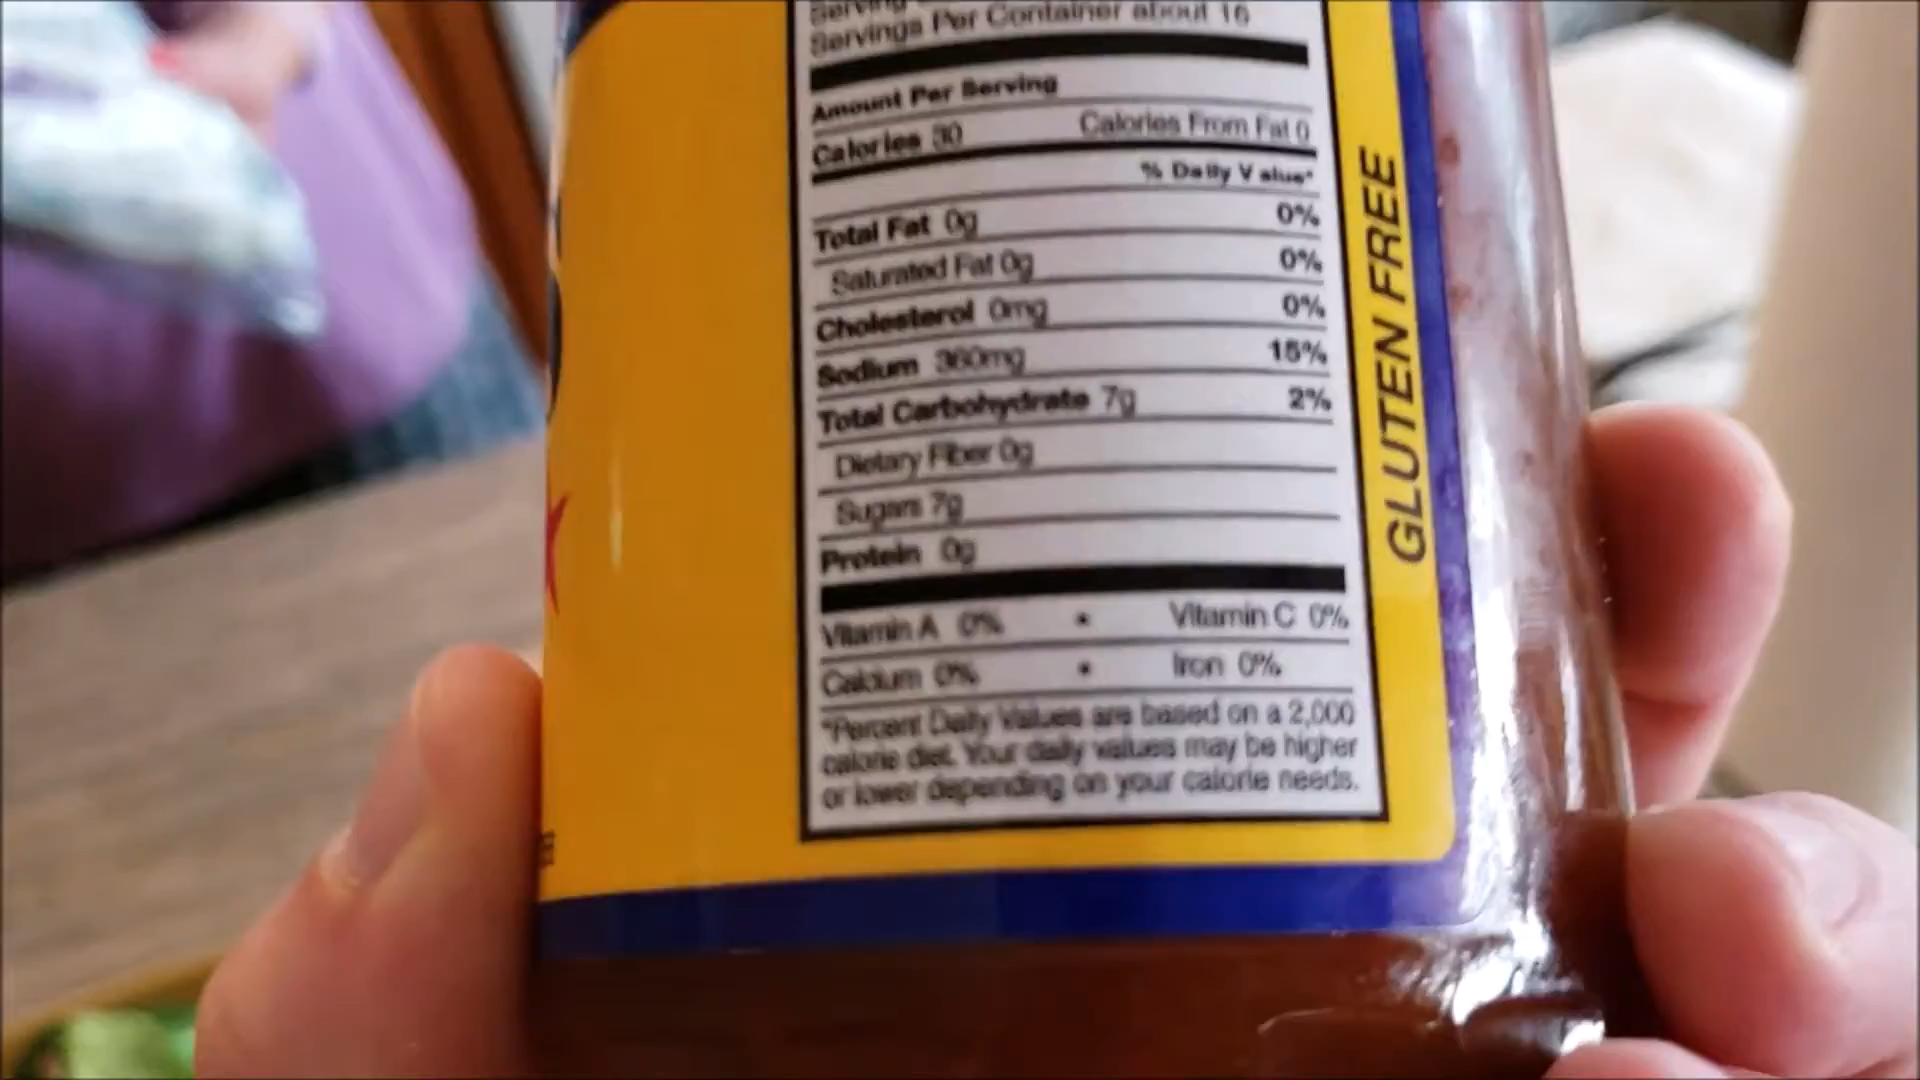 Serving
Servings Per Container about 16
Amount Per Serving
Calories 30 Calories From Fat 0
% Daily Value*
Total Fat 0g 0%
Saturated Fat 0g 0%
Cholesterol 0mg 0%
Sodium 360mg 15%
Total Carbohydrate 7g 2%
Dietary Fiber 0g
Sugars 7g
Protein 0g
Vitamin A 0% • Vitamin C 0%
Calcium 0% • Iron 0%
*Percent Daily Values are based on a 2,000
calorie diet. Your daily values may be higher
or lower depending on your calorie needs.
GLUTEN FREE